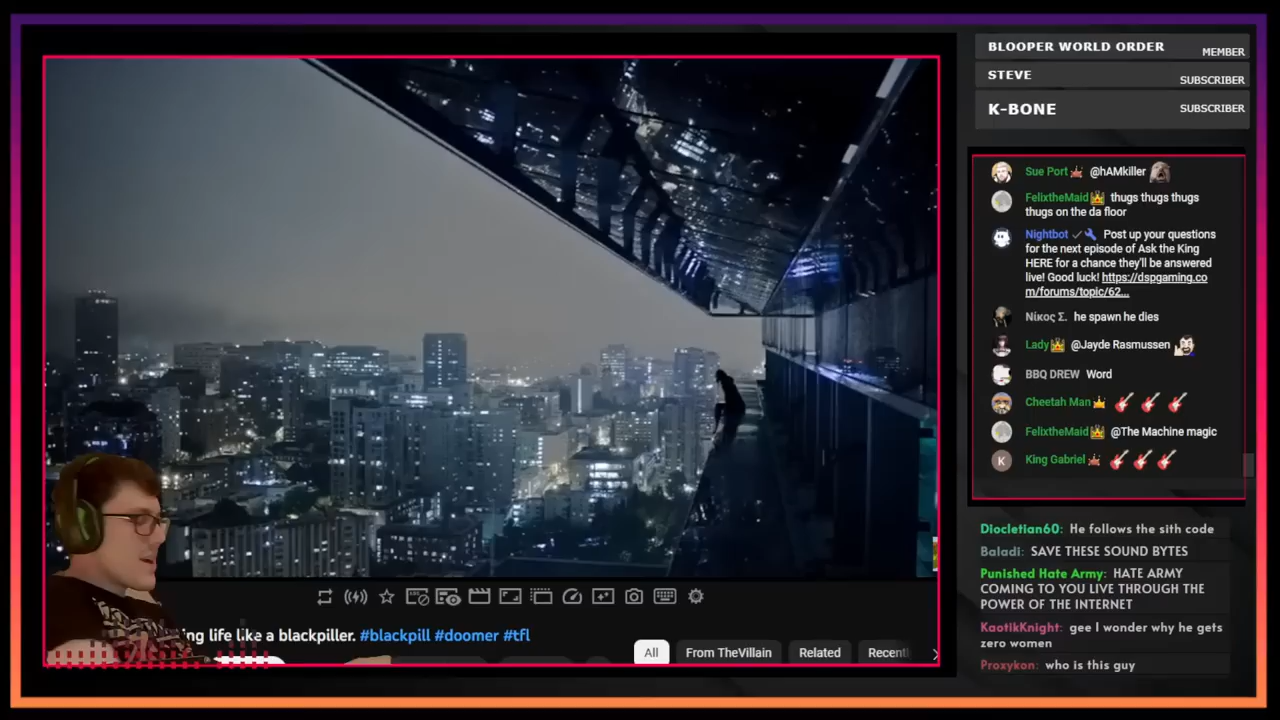 BLOOPER WORLD ORDER MEMBER
STEVE SUBSCRIBER
K-BONE SUBSCRIBER
Sue Port @hAMkiller
FelixtheMaid thugs thugs thugs
thugs on the da floor
Nightbot Post up your questions
for the next episode of Ask the King
HERE for a chance they'll be answered
live! Good luck! https://dspgaming.co
m/forums/topic/62...
Νίκος Σ. he spawn he dies
Lady @Jayde Rasmussen
BBQ DREW Word
Cheetah Man
FelixtheMaid @The Machine magic
K King Gabriel
Diocletian60: He follows the sith code
Baladi: SAVE THESE SOUND BYTES
Punished Hate Army: HATE ARMY
COMING TO YOU LIVE THROUGH THE
POWER OF THE INTERNET
KaotikKnight: gee I wonder why he gets
zero women
Proxykon: who is this guy
ing life like a blackpiller. #blackpill #doomer #tfl
All From TheVillain Related Recentl